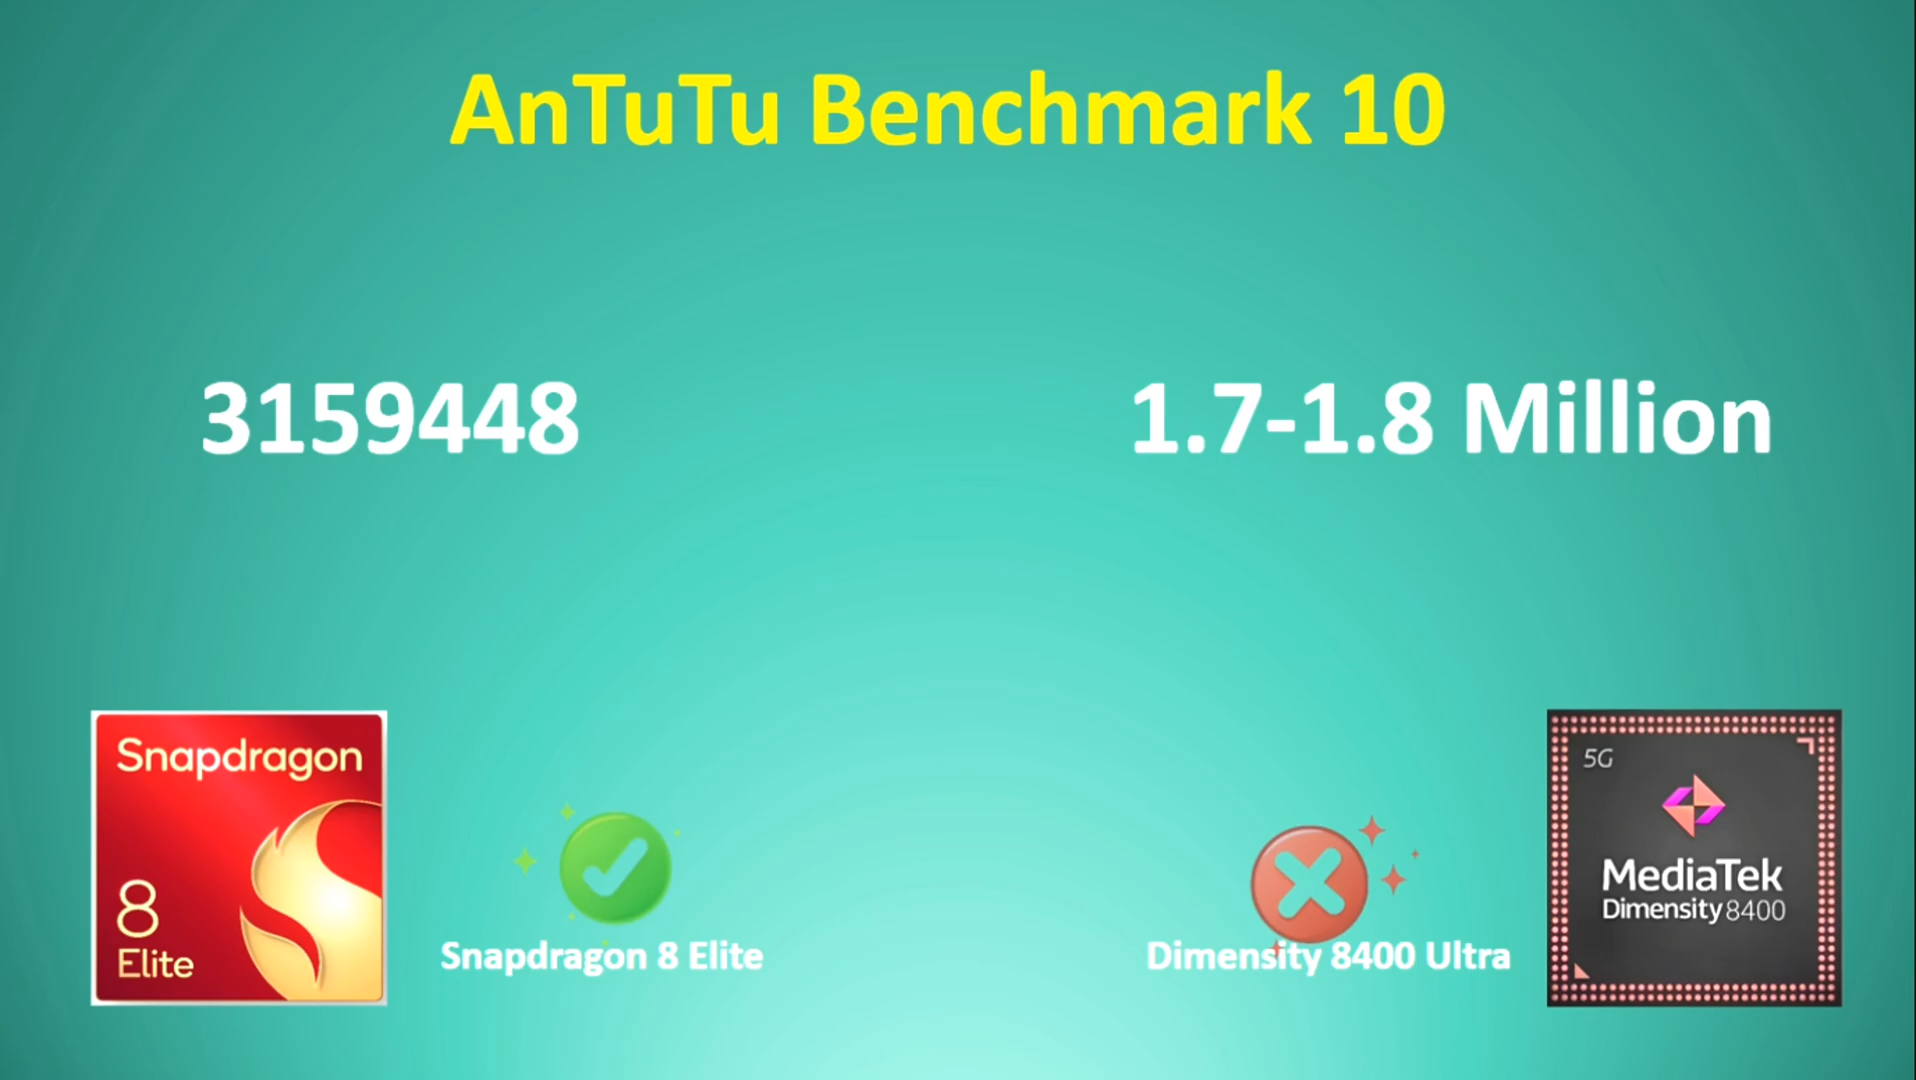 AnTuTu Benchmark 10
3159448
1.7-1.8 Million
Snapdragon
8
Elite
Snapdragon 8 Elite
Dimensity 8400 Ultra
5G
MediaTek
Dimensity 8400